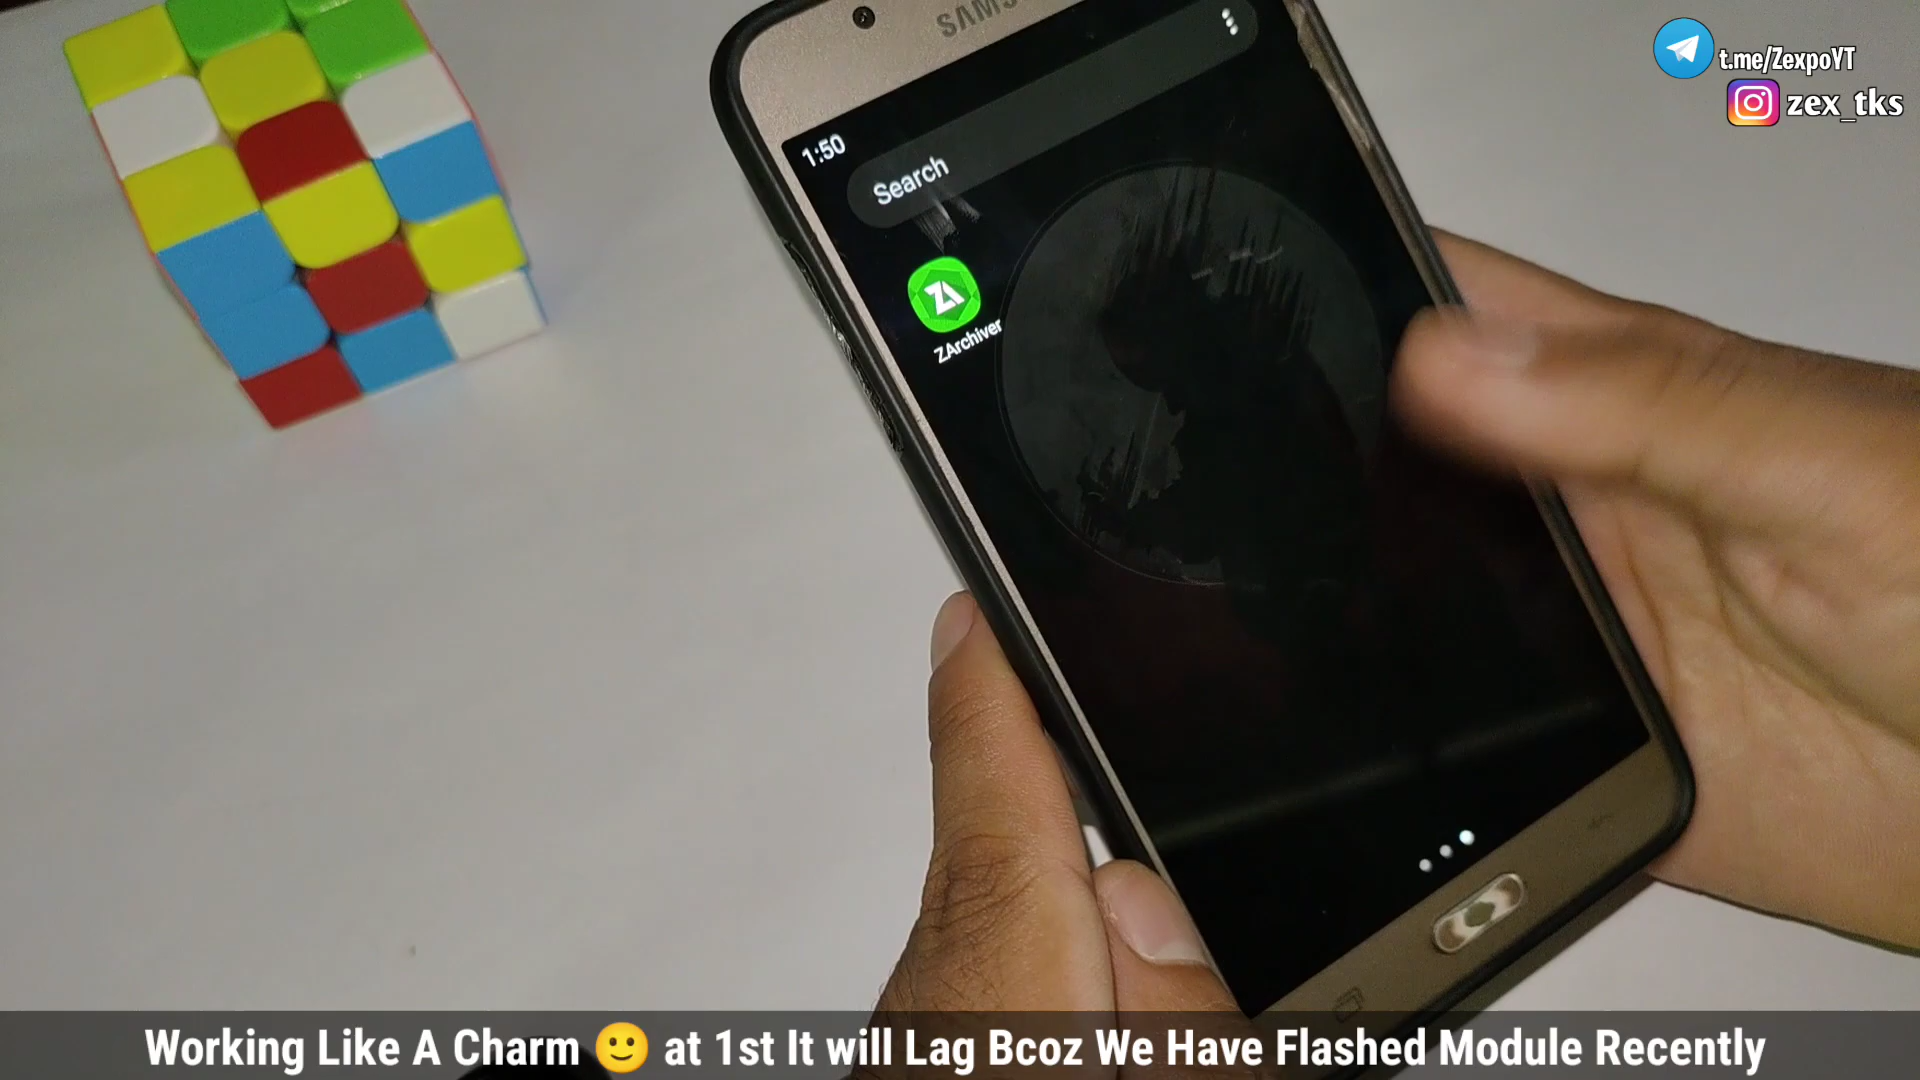 SAMS
t.me/ZexpoYT
zex_tks
1:50
Search
ZArchiver
Working Like A Charm 🙂 at 1st It will Lag Bcoz We Have Flashed Module Recently